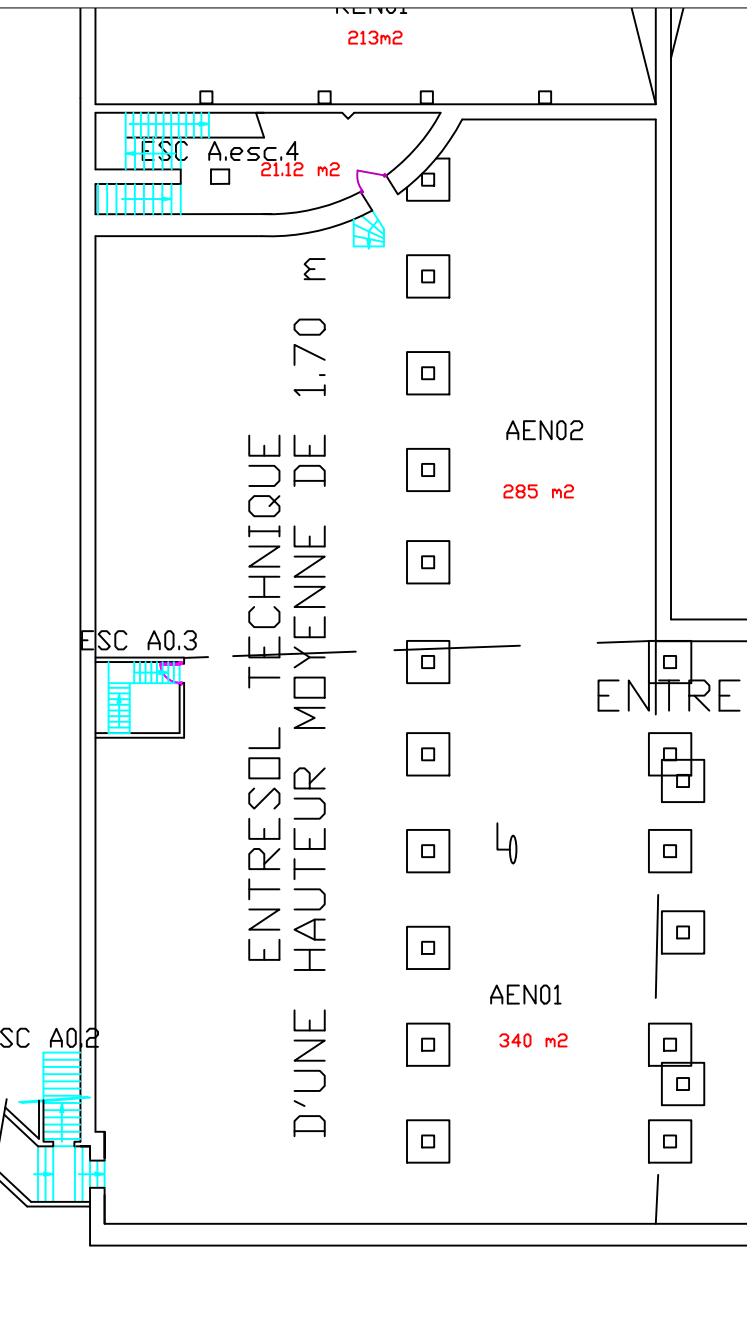 213m2
ESC A.esc.4
21.12 m2
AEN02
285 m2
ENTRESOL TECHNIQUE
D'UNE HAUTEUR MOYENNE DE 1.70 m
ESC A0.3
ENTRE
AEN01
340 m2
SC A0.2